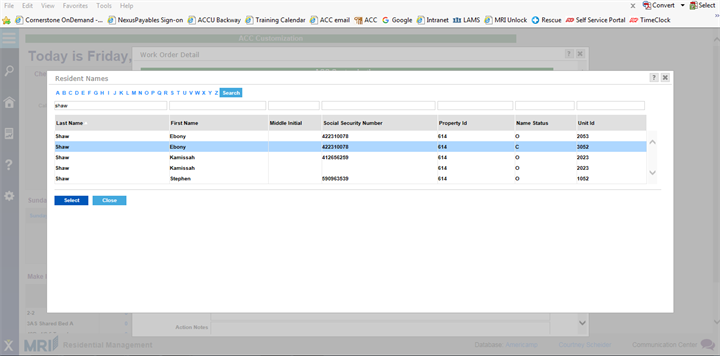 File Edit View Favorites Tools Help x Convert Select
Cornerstone OnDemand -... NexusPayables Sign-on ACCU Backway Training Calendar ACC email ACC Google Intranet LAMS MRI Unlock Rescue Self Service Portal TimeClock
Today is Friday,
Work Order Detail
Resident Names
A B C D E F G H I J K L M N O P Q R S T U V W X Y Z Search
shaw
Last Name First Name Middle Initial Social Security Number Property Id Name Status Unit Id
Shaw Ebony 422310078 614 O 2053
Shaw Ebony 422310078 614 C 3052
Shaw Kamissah 412656259 614 O 2023
Shaw Kamissah 614 O 2023
Shaw Stephen 590963539 614 O 1052
Select Close
Action Notes
MRI Residential Management Database: Communication Center